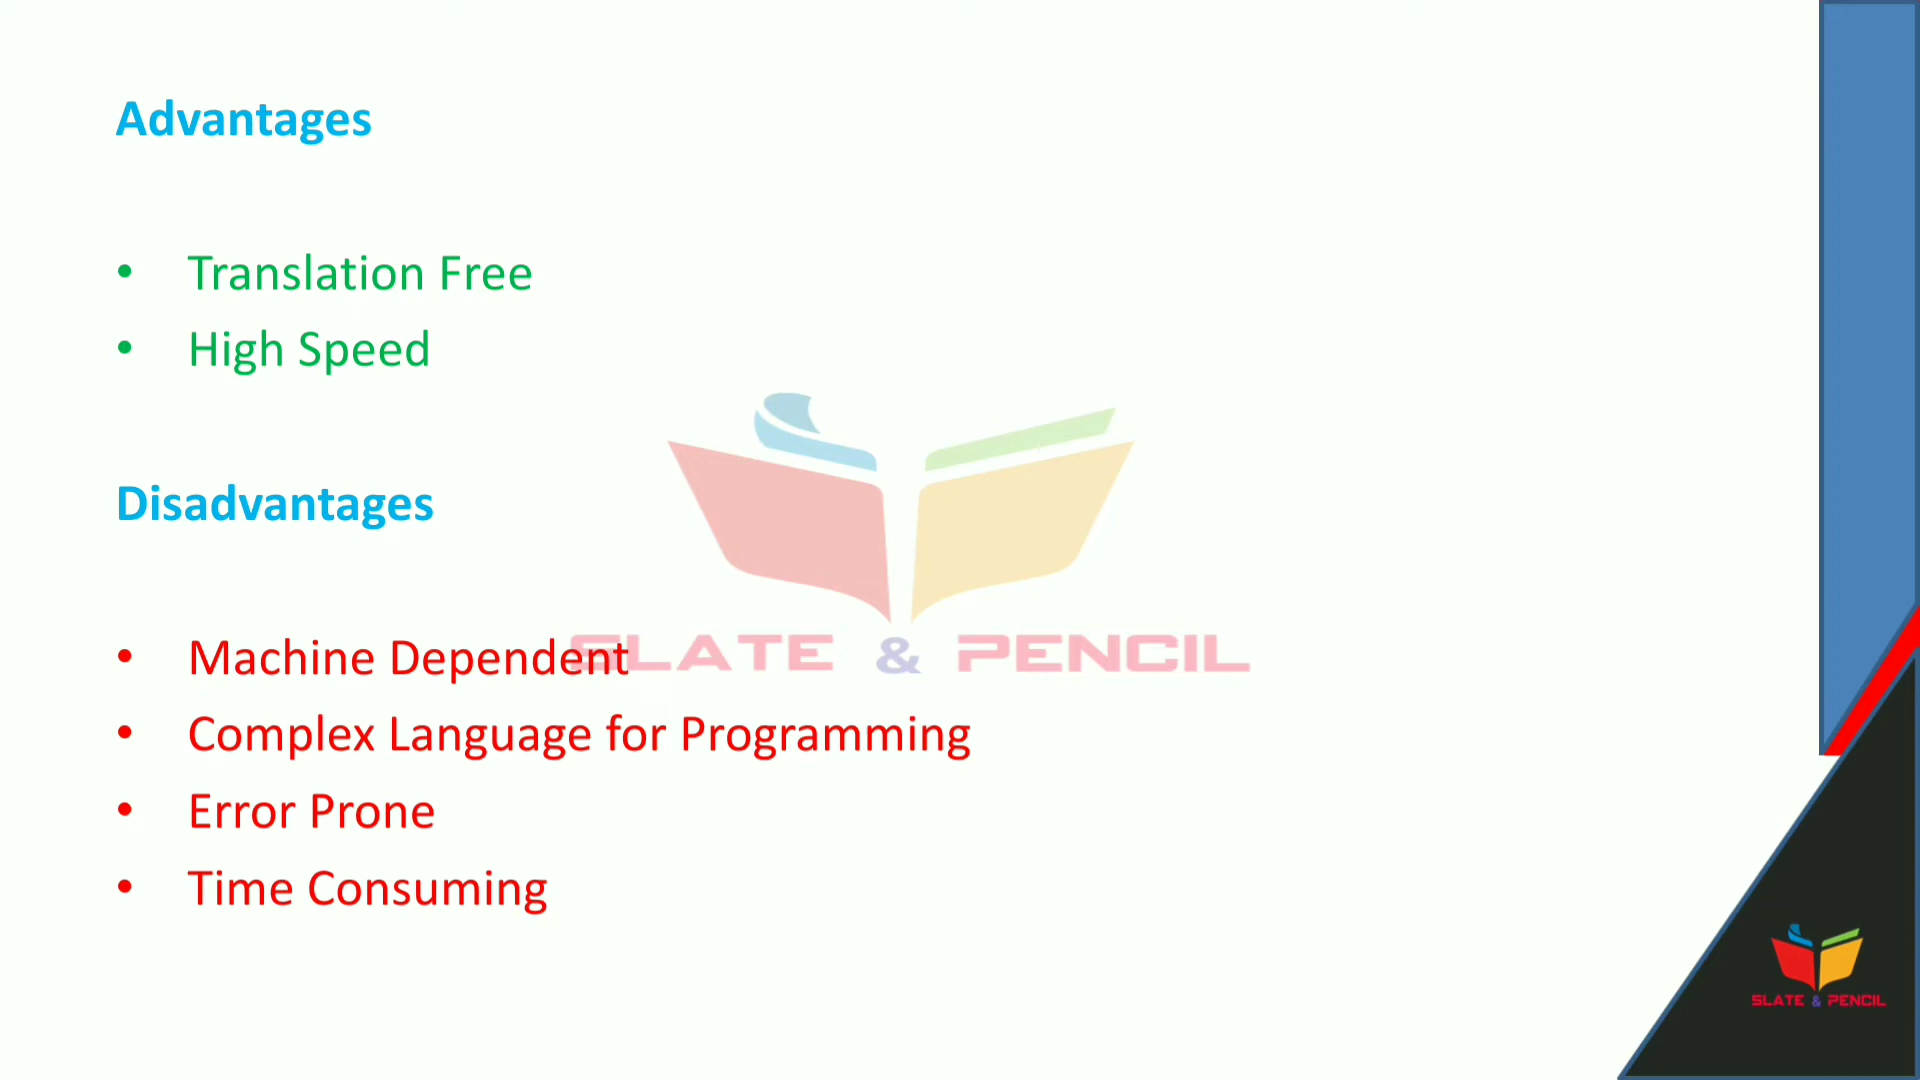 Advantages
• Translation Free
• High Speed
Disadvantages
• Machine Dependent
• Complex Language for Programming
• Error Prone
• Time Consuming
SLATE & PENCIL
SLATE & PENCIL